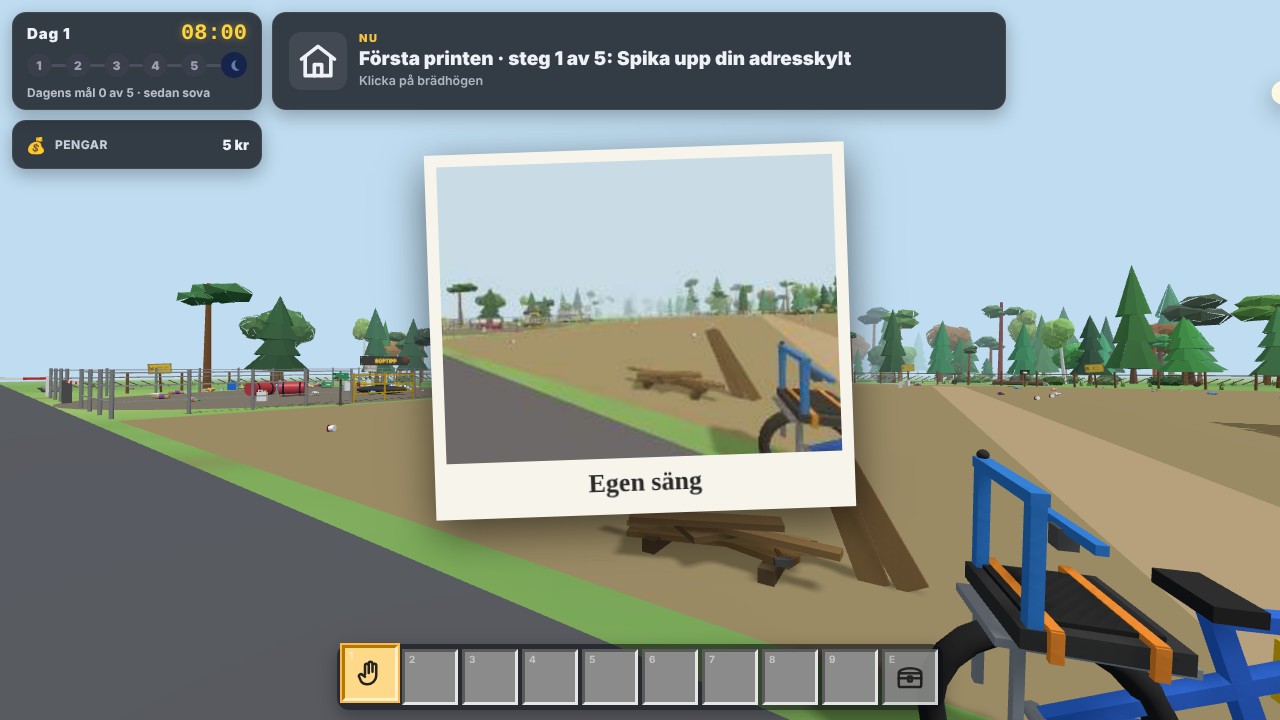 Dag 1
08:00
1 2 3 4 5
Dagens mål 0 av 5 · sedan sova
PENGAR
5 kr
NU
Första printen · steg 1 av 5: Spika upp din adresskylt
Klicka på brädhögen
SOPTIPP
Egen säng
1 2 3 4 5 6 7 8 9 E